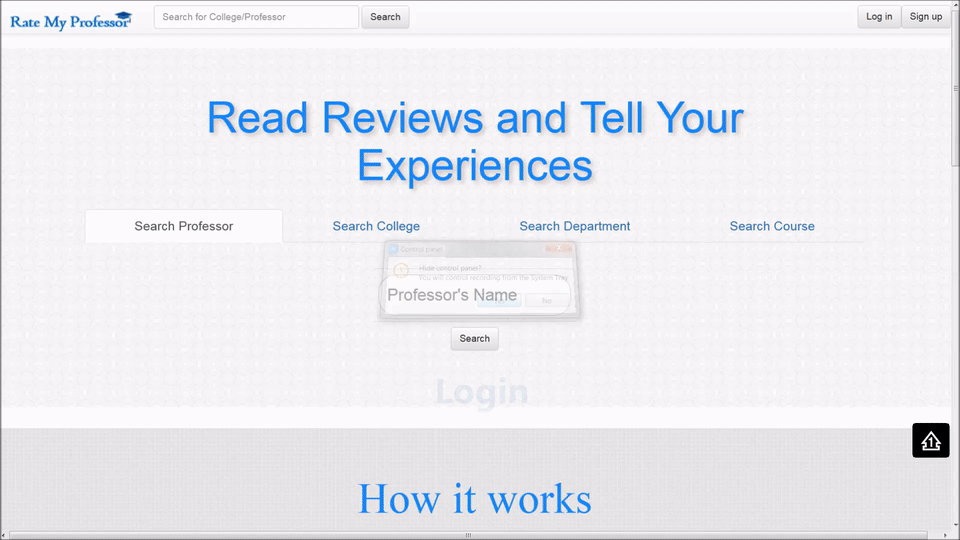 Rate My Professor
Search for College/Professor
Search
Log in
Sign up
Read Reviews and Tell Your
Experiences
Search Professor
Search College
Search Department
Search Course
Control panel
Hide control panel?
You will control recording from the System Tray
Professor's Name
No
Search
Login
How it works